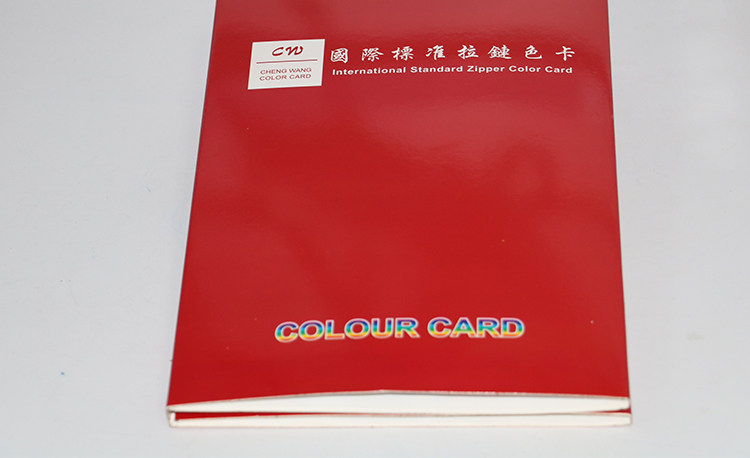 CW
CHENG WANG
COLOR CARD
國際標准拉鏈色卡
International Standard Zipper Color Card
COLOUR CARD